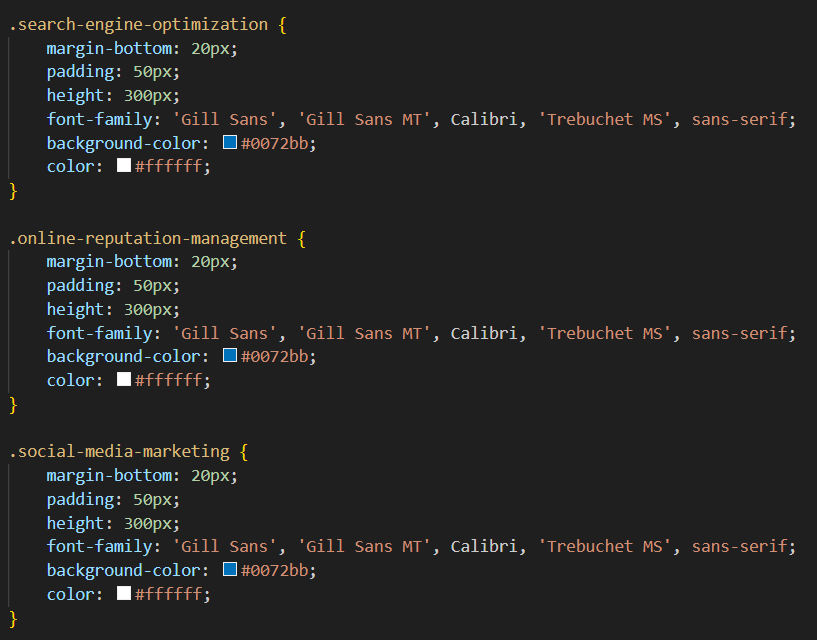 .search-engine-optimization {
    margin-bottom: 20px;
    padding: 50px;
    height: 300px;
    font-family: 'Gill Sans', 'Gill Sans MT', Calibri, 'Trebuchet MS', sans-serif;
    background-color: #0072bb;
    color: #ffffff;
}

.online-reputation-management {
    margin-bottom: 20px;
    padding: 50px;
    height: 300px;
    font-family: 'Gill Sans', 'Gill Sans MT', Calibri, 'Trebuchet MS', sans-serif;
    background-color: #0072bb;
    color: #ffffff;
}

.social-media-marketing {
    margin-bottom: 20px;
    padding: 50px;
    height: 300px;
    font-family: 'Gill Sans', 'Gill Sans MT', Calibri, 'Trebuchet MS', sans-serif;
    background-color: #0072bb;
    color: #ffffff;
}